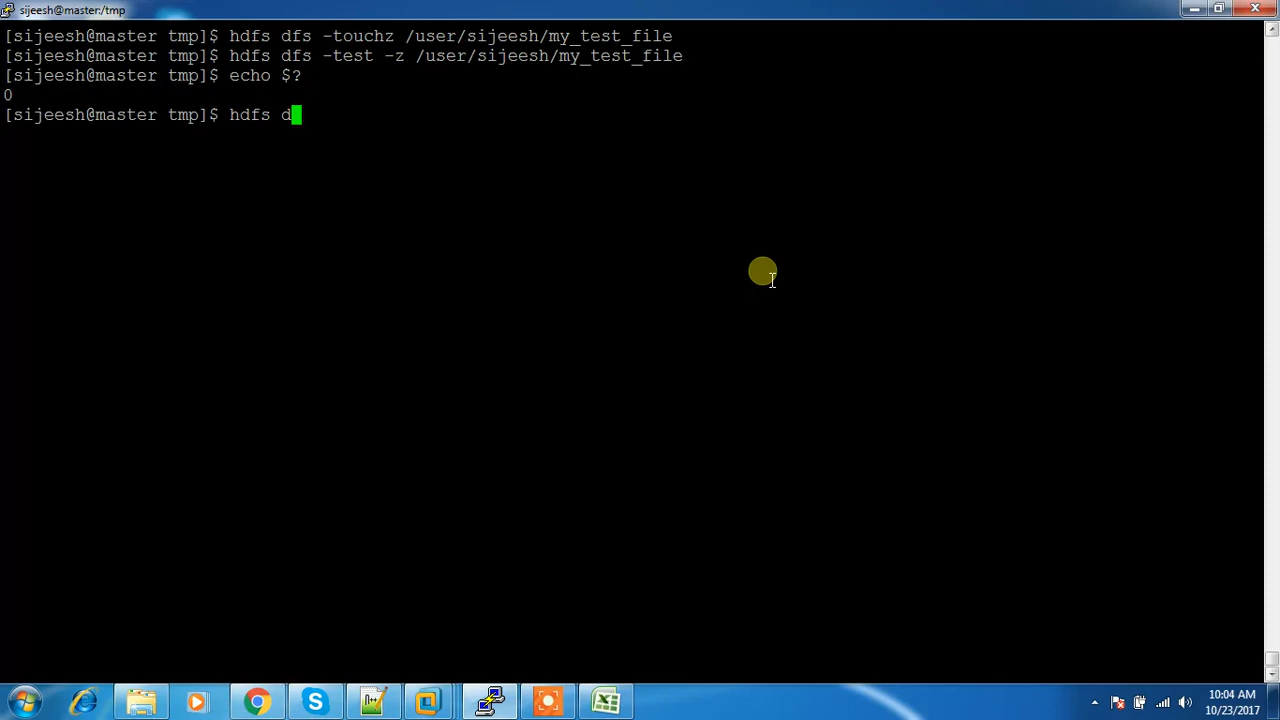 sijeesh@master:/tmp
[sijeesh@master tmp]$ hdfs dfs -touchz /user/sijeesh/my_test_file
[sijeesh@master tmp]$ hdfs dfs -test -z /user/sijeesh/my_test_file
[sijeesh@master tmp]$ echo $?
0
[sijeesh@master tmp]$ hdfs d
10:04 AM
10/23/2017